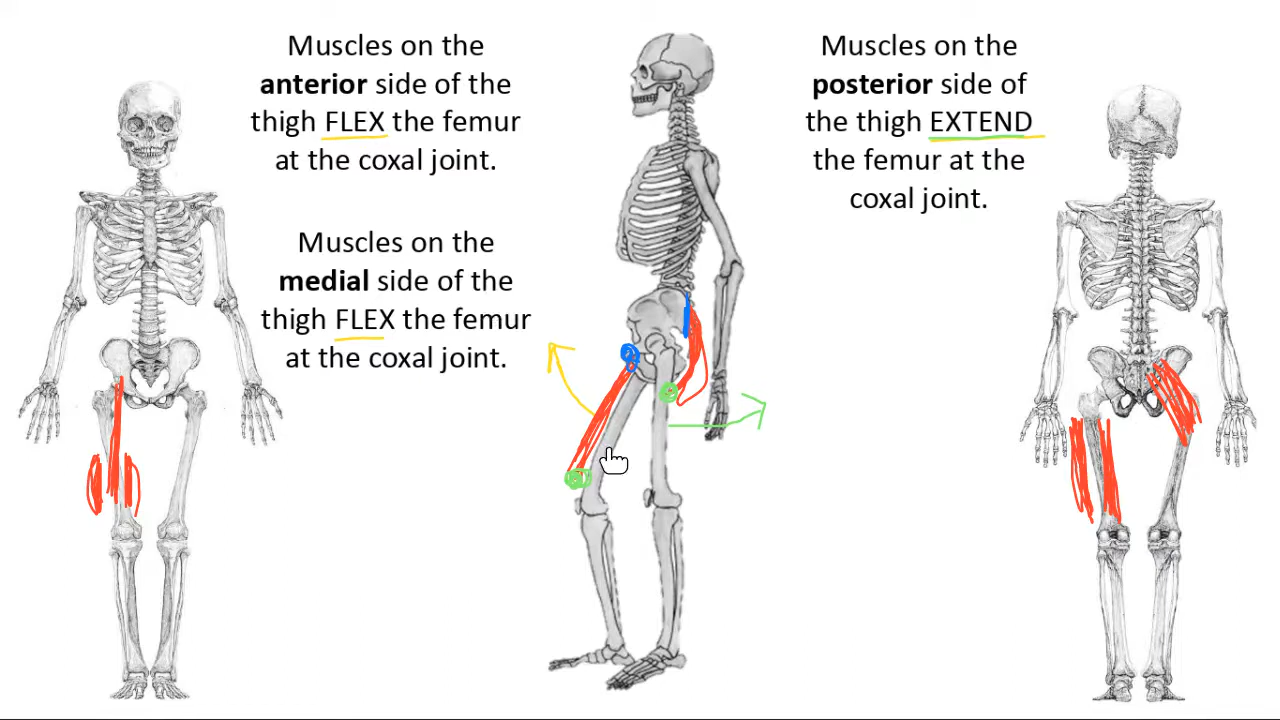 Muscles on the
anterior side of the
thigh FLEX the femur
at the coxal joint.
Muscles on the
medial side of the
thigh FLEX the femur
at the coxal joint.
Muscles on the
posterior side of
the thigh EXTEND
the femur at the
coxal joint.